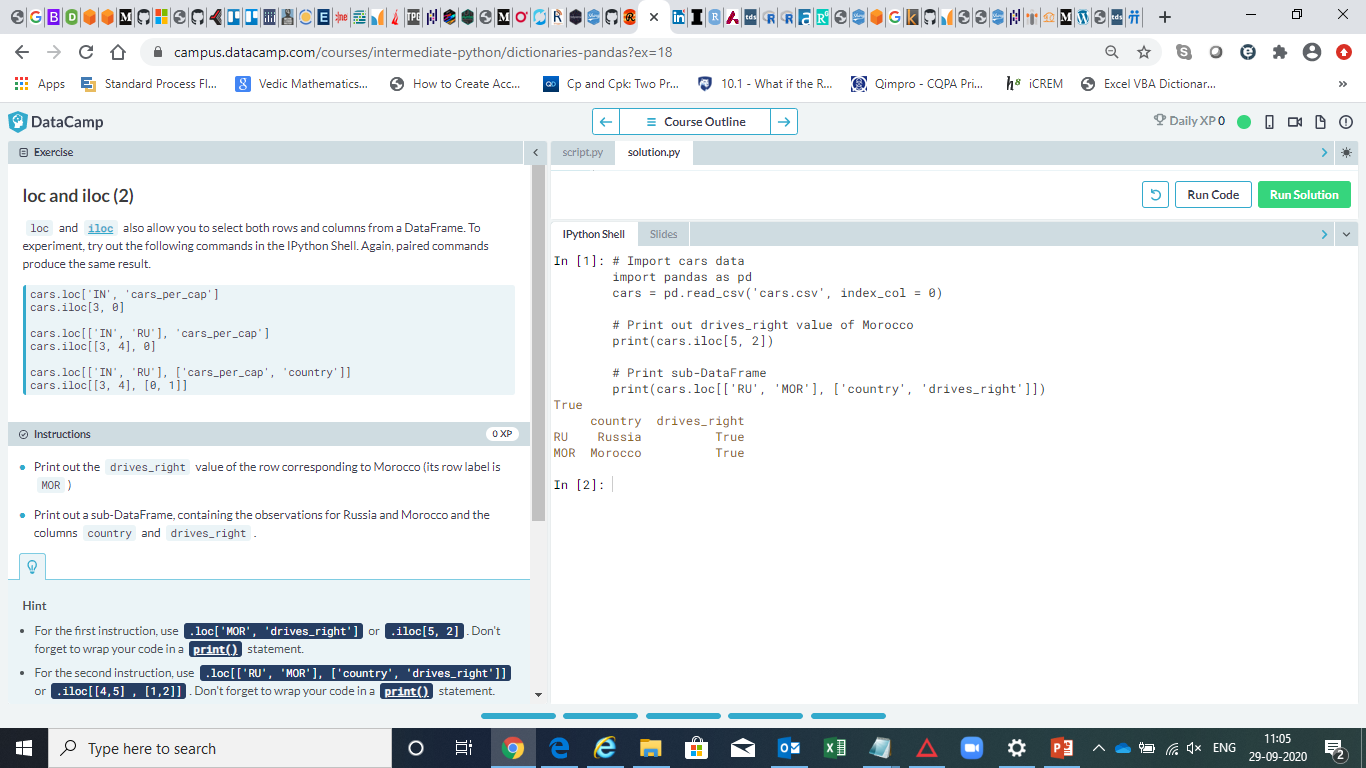 campus.datacamp.com/courses/intermediate-python/dictionaries-pandas?ex=18
Apps Standard Process Fl... Vedic Mathematics... How to Create Acc... Cp and Cpk: Two Pr... 10.1 - What if the R... Qimpro - CQPA Pri... iCREM Excel VBA Dictionar... »
DataCamp
Course Outline
Daily XP 0
Exercise
loc and iloc (2)
loc and iloc also allow you to select both rows and columns from a DataFrame. To
experiment, try out the following commands in the IPython Shell. Again, paired commands
produce the same result.
cars.loc['IN', 'cars_per_cap']
cars.iloc[3, 0]
cars.loc[['IN', 'RU'], 'cars_per_cap']
cars.iloc[[3, 4], 0]
cars.loc[['IN', 'RU'], ['cars_per_cap', 'country']]
cars.iloc[[3, 4], [0, 1]]
Instructions
0 XP
Print out the drives_right value of the row corresponding to Morocco (its row label is
MOR )
Print out a sub-DataFrame, containing the observations for Russia and Morocco and the
columns country and drives_right .
Hint
For the first instruction, use .loc['MOR', 'drives_right'] or .iloc[5, 2] . Don't
forget to wrap your code in a print() statement.
For the second instruction, use .loc[['RU', 'MOR'], ['country', 'drives_right']]
or .iloc[[4,5] , [1,2]] . Don't forget to wrap your code in a print() statement.
script.py solution.py
Run Code Run Solution
IPython Shell Slides
In [1]: # Import cars data
import pandas as pd
cars = pd.read_csv('cars.csv', index_col = 0)
# Print out drives_right value of Morocco
print(cars.iloc[5, 2])
# Print sub-DataFrame
print(cars.loc[['RU', 'MOR'], ['country', 'drives_right']])
True
country drives_right
RU Russia True
MOR Morocco True
In [2]:
Type here to search
ENG
11:05
29-09-2020
2